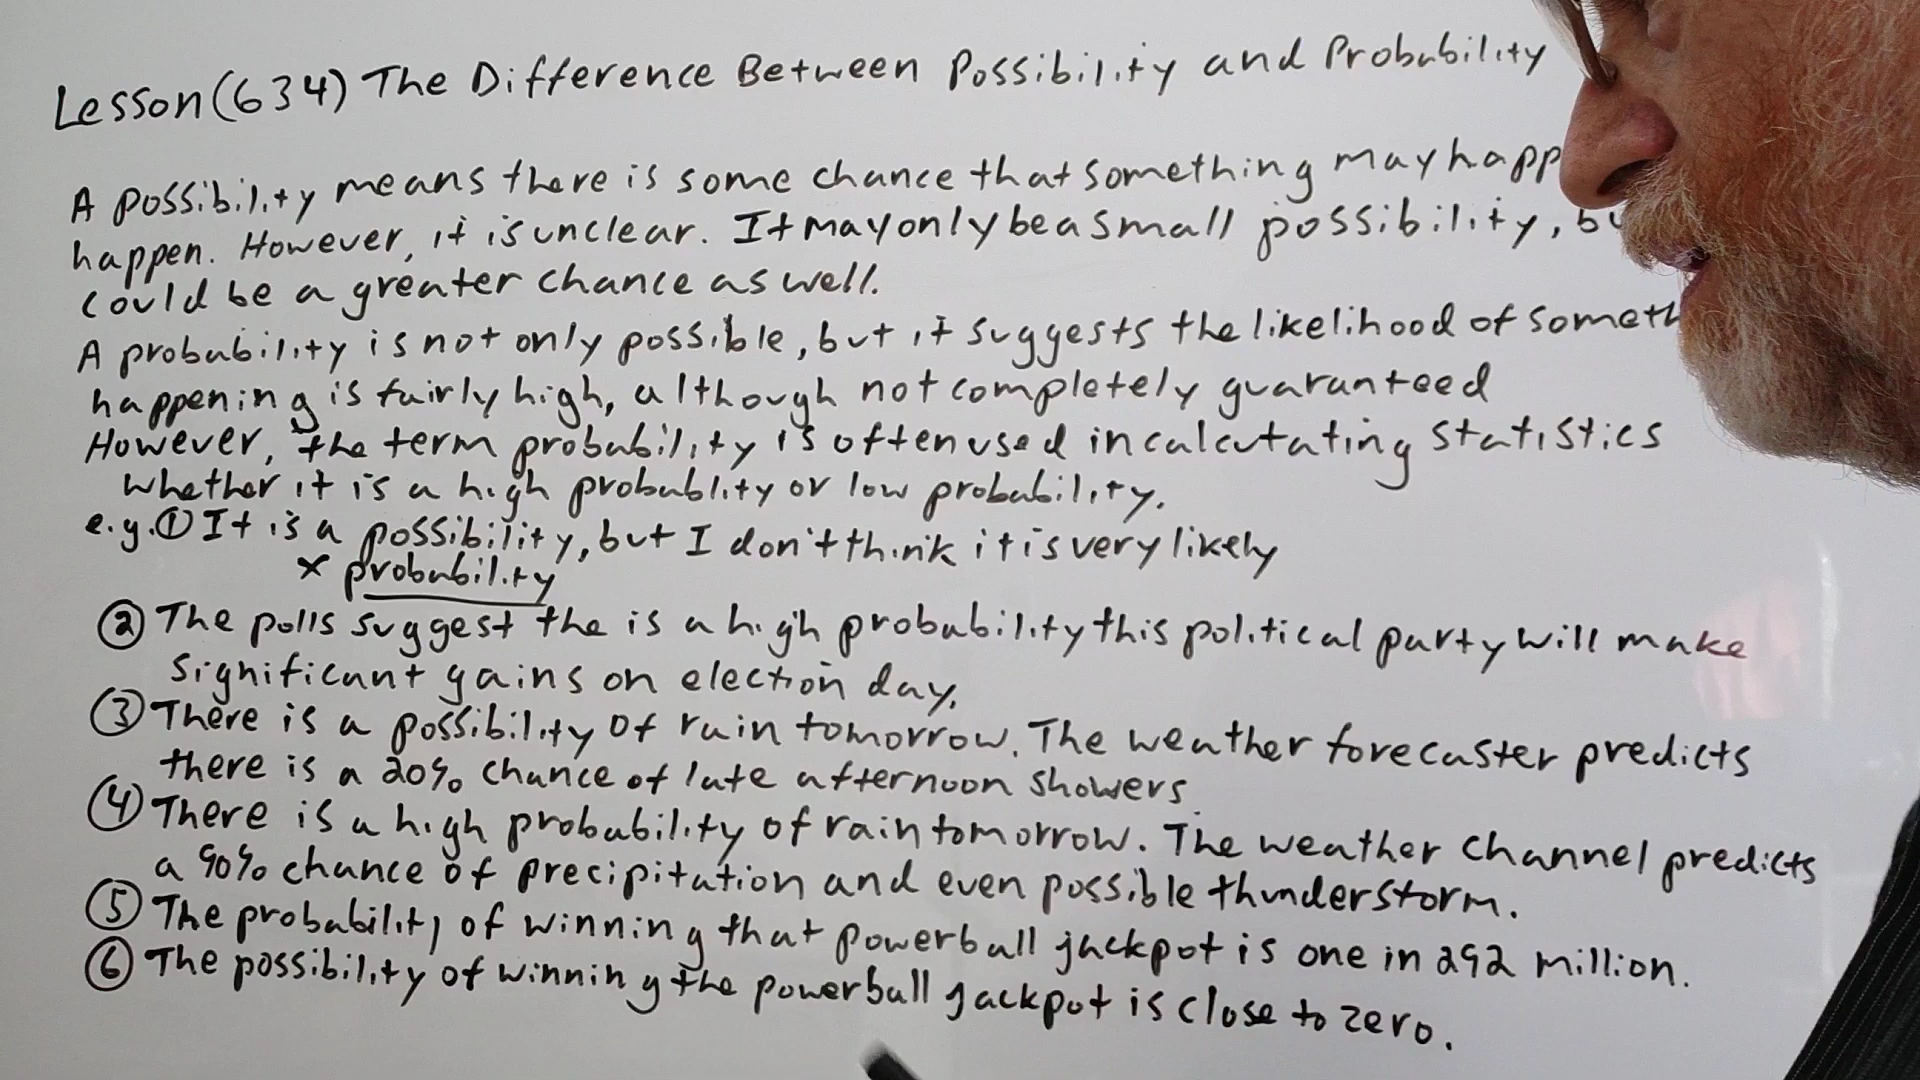 Lesson (634) The Difference Between Possibility and Probability
A possibility means there is some chance that something may happ
happen. However, it is unclear. It may only be a small possibility, bu
could be a greater chance as well.
A probability is not only possible, but it suggests the likelihood of someth
happening is fairly high, although not completely guaranteed
However, the term probability is often used in calculating statistics
whether it is a high probablity or low probability.
e.g. ① It is a possibility, but I don't think it is very likely
x probability
② The polls suggest the is a high probability this political party will make
significant gains on election day.
③ There is a possibility of rain tomorrow. The weather forecaster predicts
there is a 20% chance of late afternoon showers
④ There is a high probability of rain tomorrow. The weather channel predicts
a 90% chance of precipitation and even possible thunderstorm.
⑤ The probability of winning that powerball jackpot is one in 292 million.
⑥ The possibility of winning the powerball jackpot is close to zero.